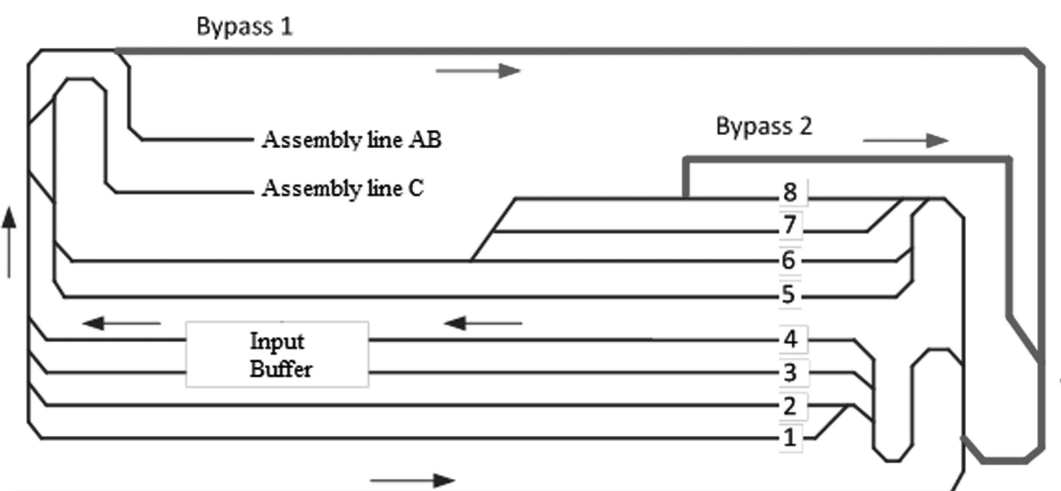 Bypass 1
Assembly line AB
Bypass 2
Assembly line C
8
7
6
5
Input
Buffer
4
3
2
1